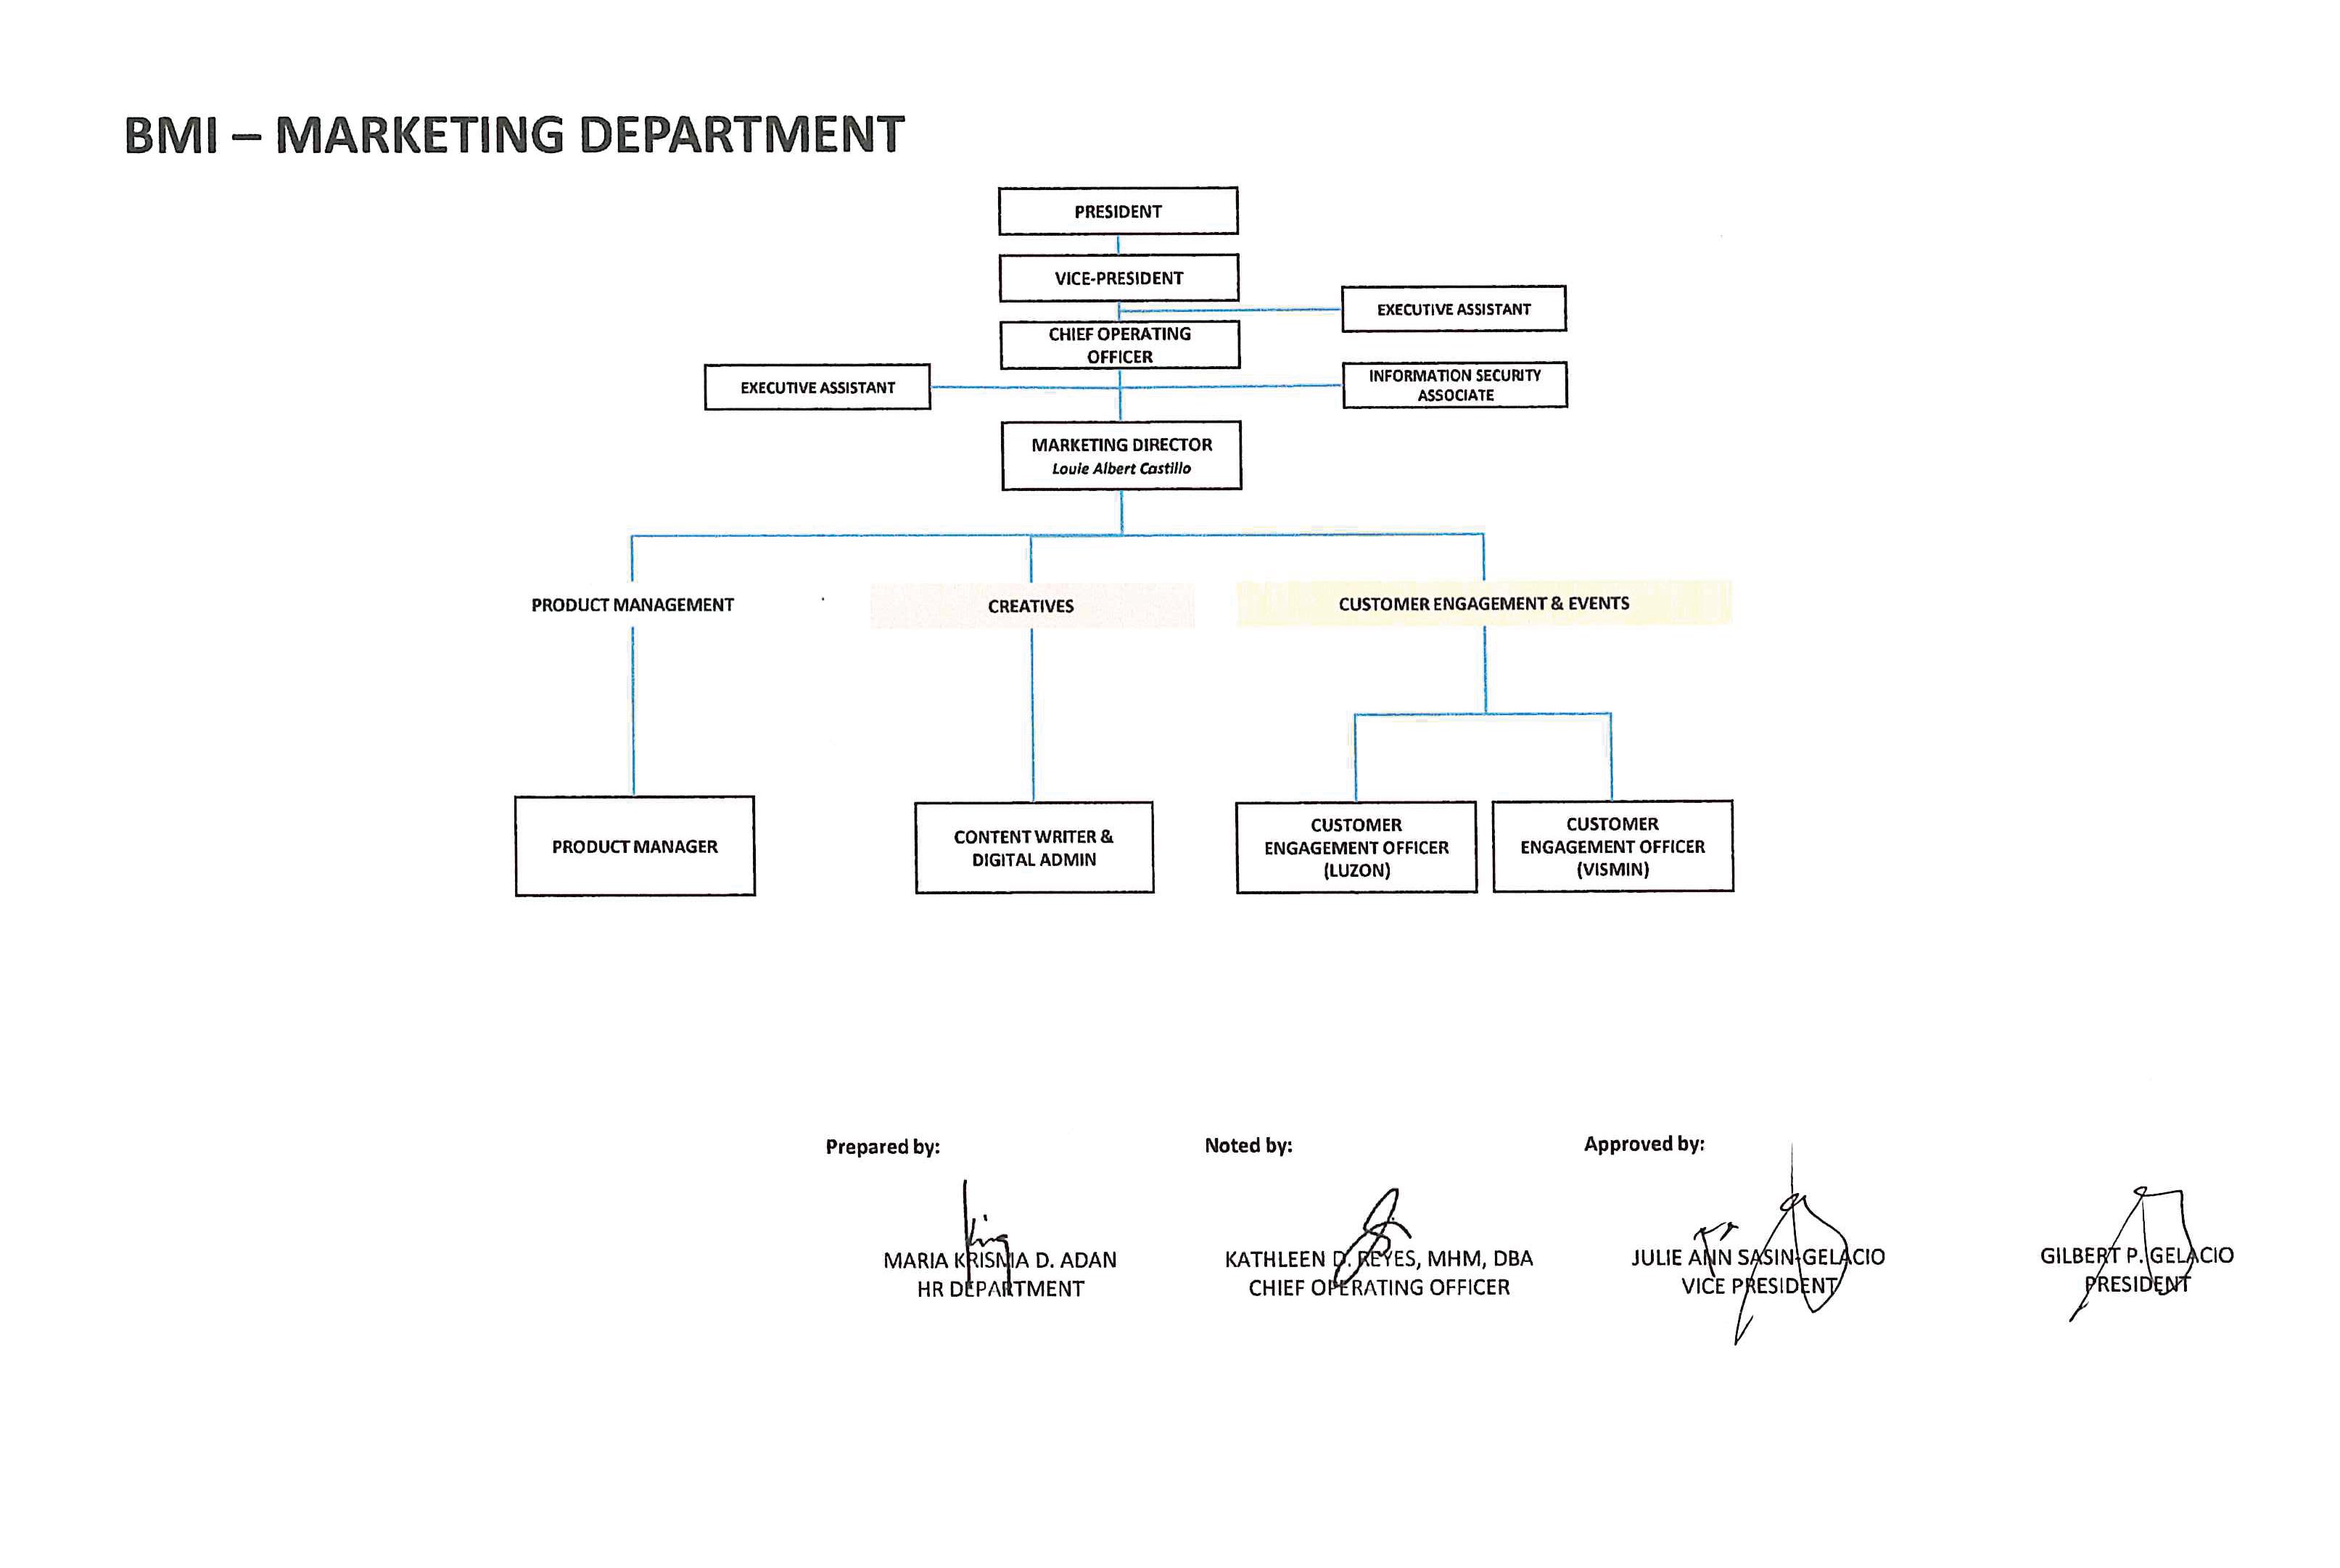 BMI – MARKETING DEPARTMENT
PRESIDENT
VICE-PRESIDENT
EXECUTIVE ASSISTANT
CHIEF OPERATING
OFFICER
EXECUTIVE ASSISTANT
INFORMATION SECURITY
ASSOCIATE
MARKETING DIRECTOR
Louie Albert Castillo
PRODUCT MANAGEMENT
CREATIVES
CUSTOMER ENGAGEMENT & EVENTS
PRODUCT MANAGER
CONTENT WRITER &
DIGITAL ADMIN
CUSTOMER
ENGAGEMENT OFFICER
(LUZON)
CUSTOMER
ENGAGEMENT OFFICER
(VISMIN)
Prepared by:
MARIA KRISMIA D. ADAN
HR DEPARTMENT
Noted by:
KATHLEEN D. REYES, MHM, DBA
CHIEF OPERATING OFFICER
Approved by:
JULIE ANN SASIN-GELACIO
VICE PRESIDENT
GILBERT P. GELACIO
PRESIDENT